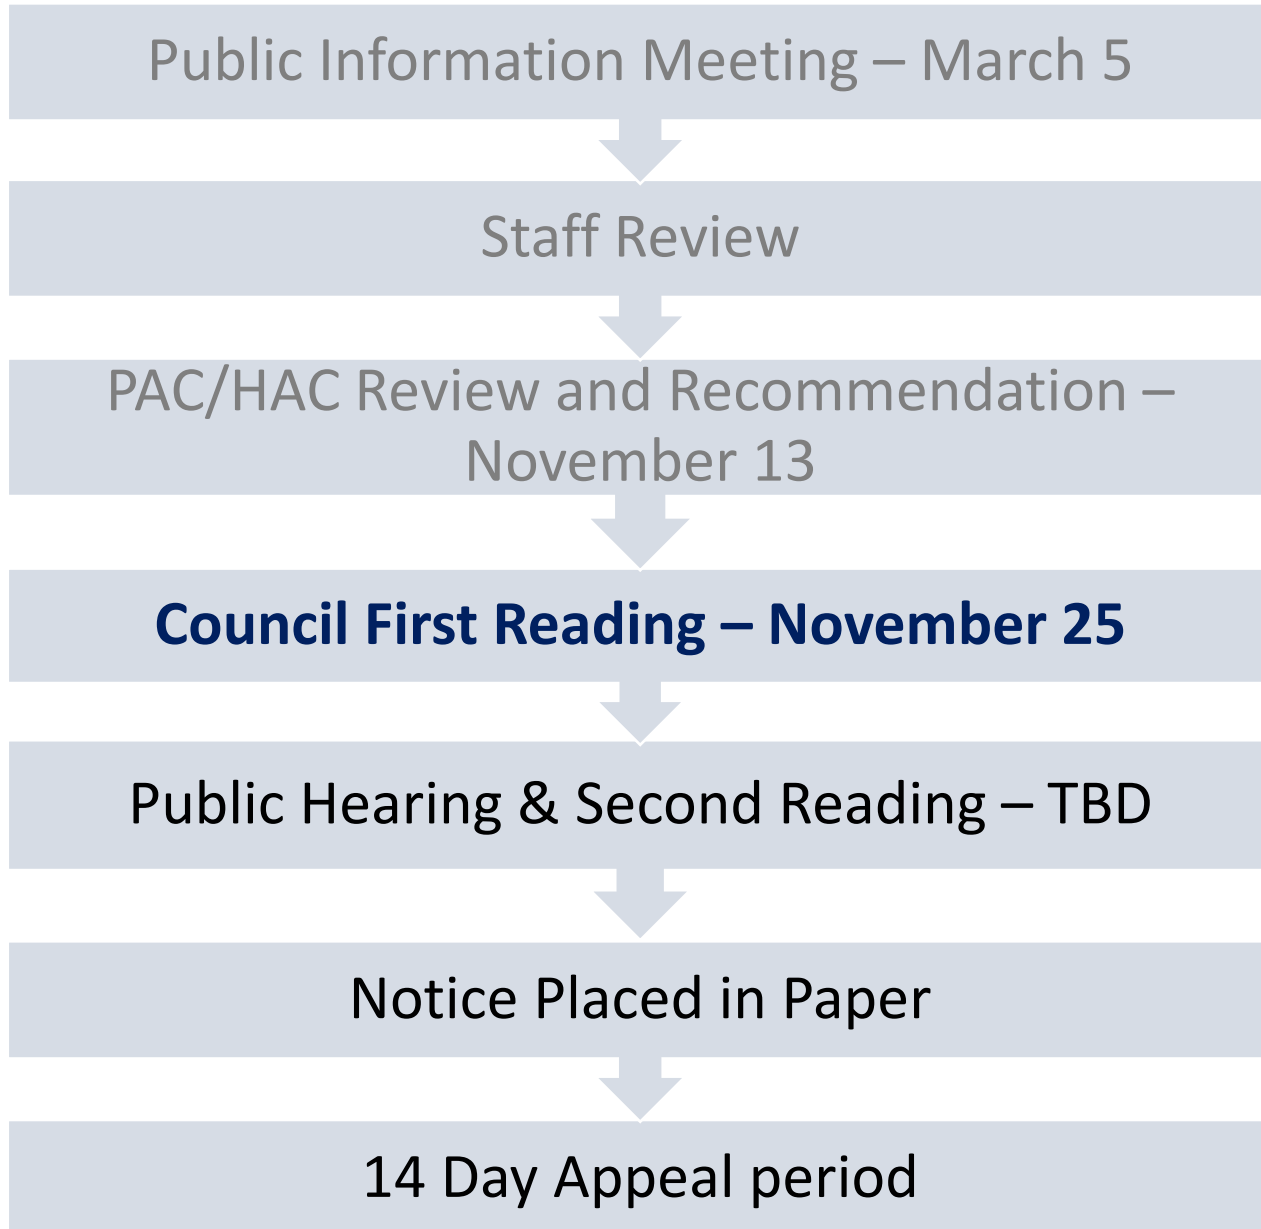 Public Information Meeting – March 5
Staff Review
PAC/HAC Review and Recommendation –
November 13
Council First Reading – November 25
Public Hearing & Second Reading – TBD
Notice Placed in Paper
14 Day Appeal period